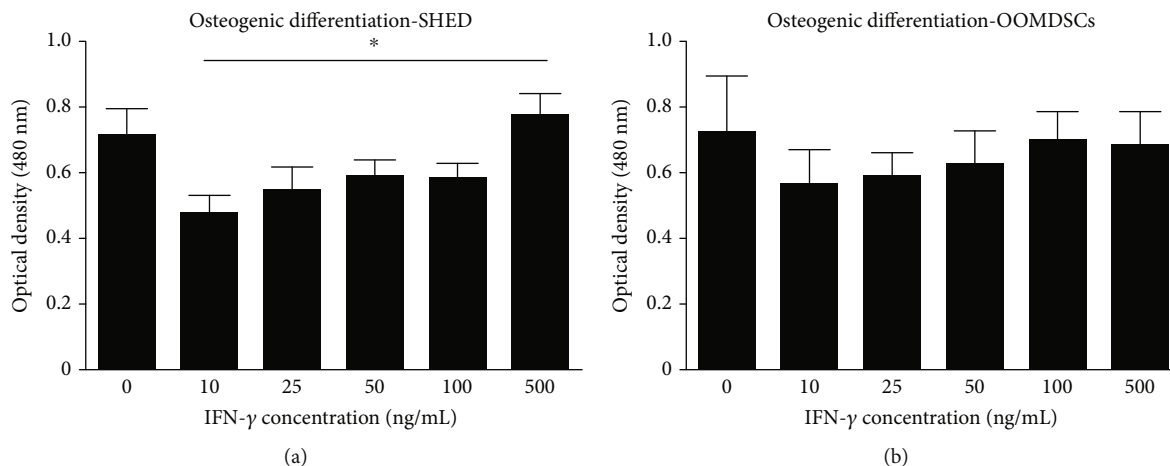 Osteogenic differentiation-SHED
*
1.0
0.8
0.6
0.4
0.2
0
Optical density (480 nm)
0 10 25 50 100 500
IFN-γ concentration (ng/mL)
(a)
Osteogenic differentiation-OOMDSCs
1.0
0.8
0.6
0.4
0.2
0
Optical density (480 nm)
0 10 25 50 100 500
IFN-γ concentration (ng/mL)
(b)